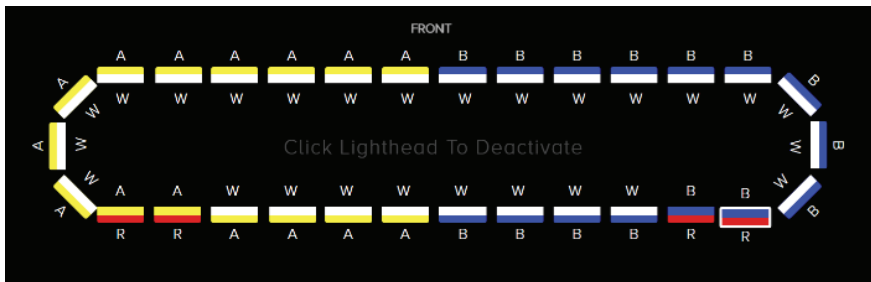 FRONT
A A A A A A B B B B B B
A W W W W W W W W W W W W B
W W
A W Click Lighthead To Deactivate W B
W W
A A A W W W W W W W W B B B
R R A A A A B B B B R R